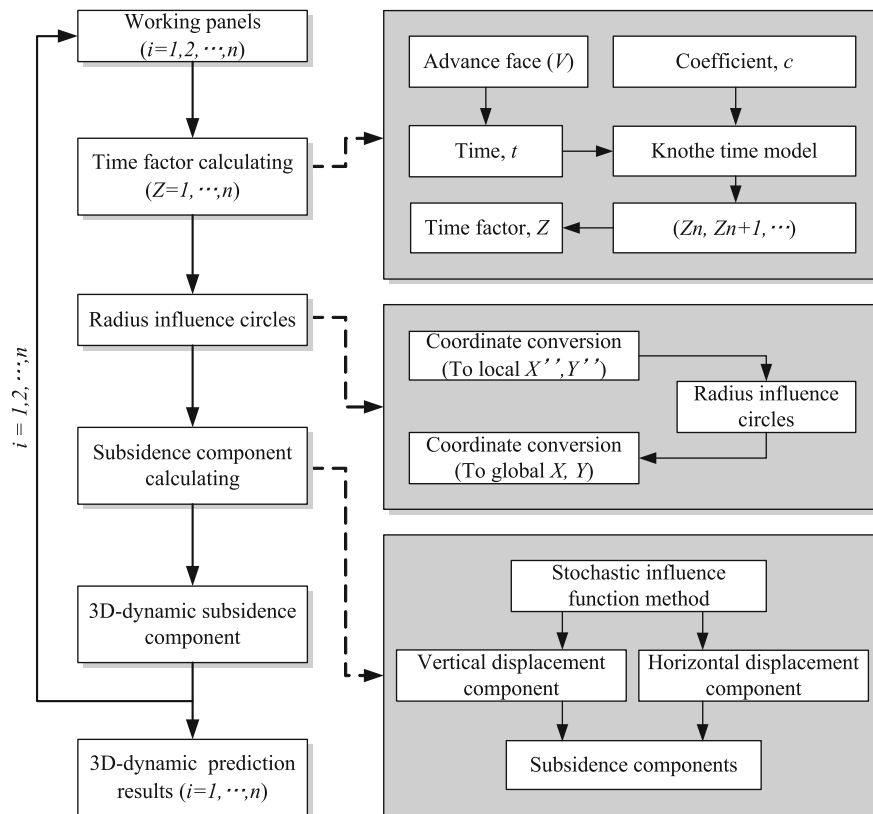 Working panels
(i=1,2,⋯,n)
Time factor calculating
(Z=1,⋯,n)
Radius influence circles
Subsidence component
calculating
3D-dynamic subsidence
component
3D-dynamic prediction
results (i=1,⋯,n)
i = 1,2,⋯,n
Advance face (V)
Coefficient, c
Time, t
Knothe time model
Time factor, Z
(Zn, Zn+1,⋯)
Coordinate conversion
(To local X’’,Y’’)
Radius influence
circles
Coordinate conversion
(To global X, Y)
Stochastic influence
function method
Vertical displacement
component
Horizontal displacement
component
Subsidence components